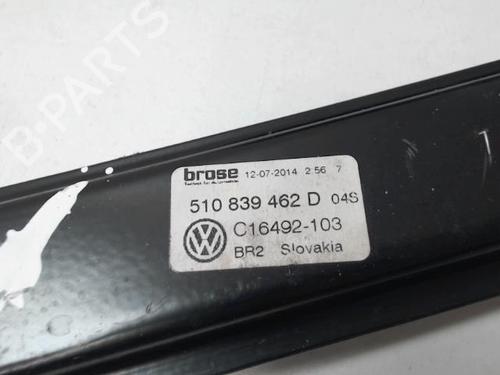 B-PARTS
brose 12-07-2014 2 56 7
510 839 462 D 04S
C16492-103
BR2 Slovakia